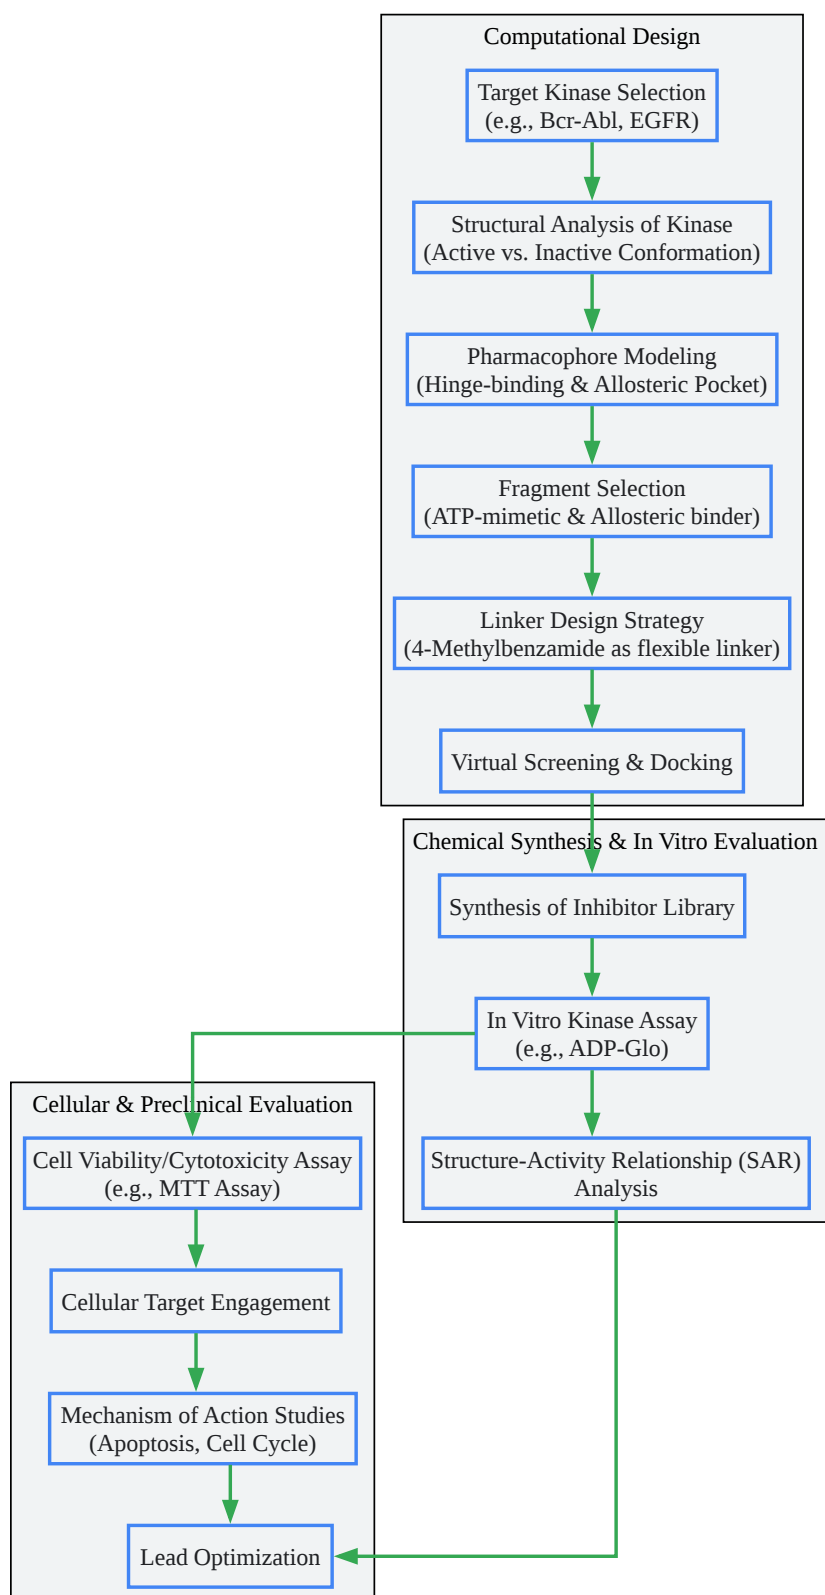 Computational Design
Target Kinase Selection
(e.g., Bcr-Abl, EGFR)
Structural Analysis of Kinase
(Active vs. Inactive Conformation)
Pharmacophore Modeling
(Hinge-binding & Allosteric Pocket)
Fragment Selection
(ATP-mimetic & Allosteric binder)
Linker Design Strategy
(4-Methylbenzamide as flexible linker)
Virtual Screening & Docking
Chemical Synthesis & In Vitro Evaluation
Synthesis of Inhibitor Library
In Vitro Kinase Assay
(e.g., ADP-Glo)
Structure-Activity Relationship (SAR)
Analysis
Cellular & Preclinical Evaluation
Cell Viability/Cytotoxicity Assay
(e.g., MTT Assay)
Cellular Target Engagement
Mechanism of Action Studies
(Apoptosis, Cell Cycle)
Lead Optimization